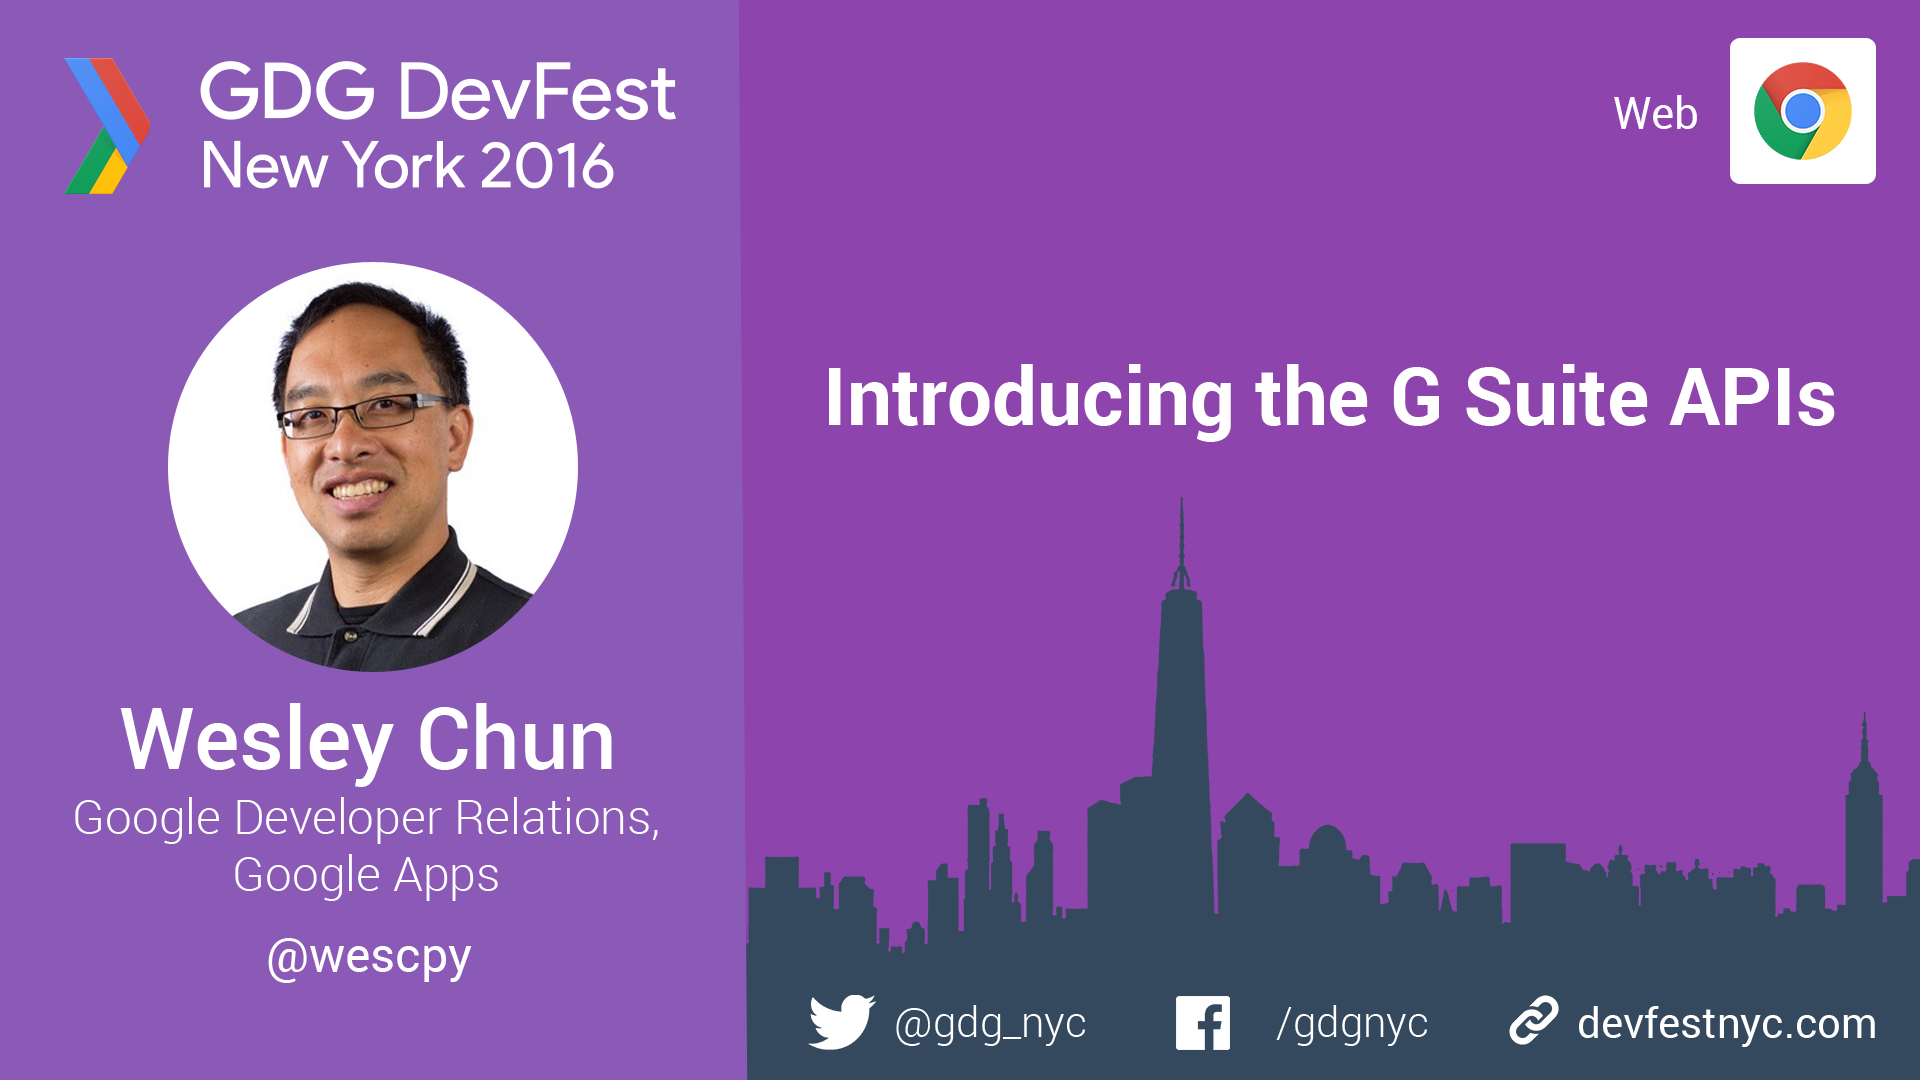 GDG DevFest
New York 2016
Web
Introducing the G Suite APIs
Wesley Chun
Google Developer Relations,
Google Apps
@wescpy
@gdg_nyc
/gdgnyc
devfestnyc.com